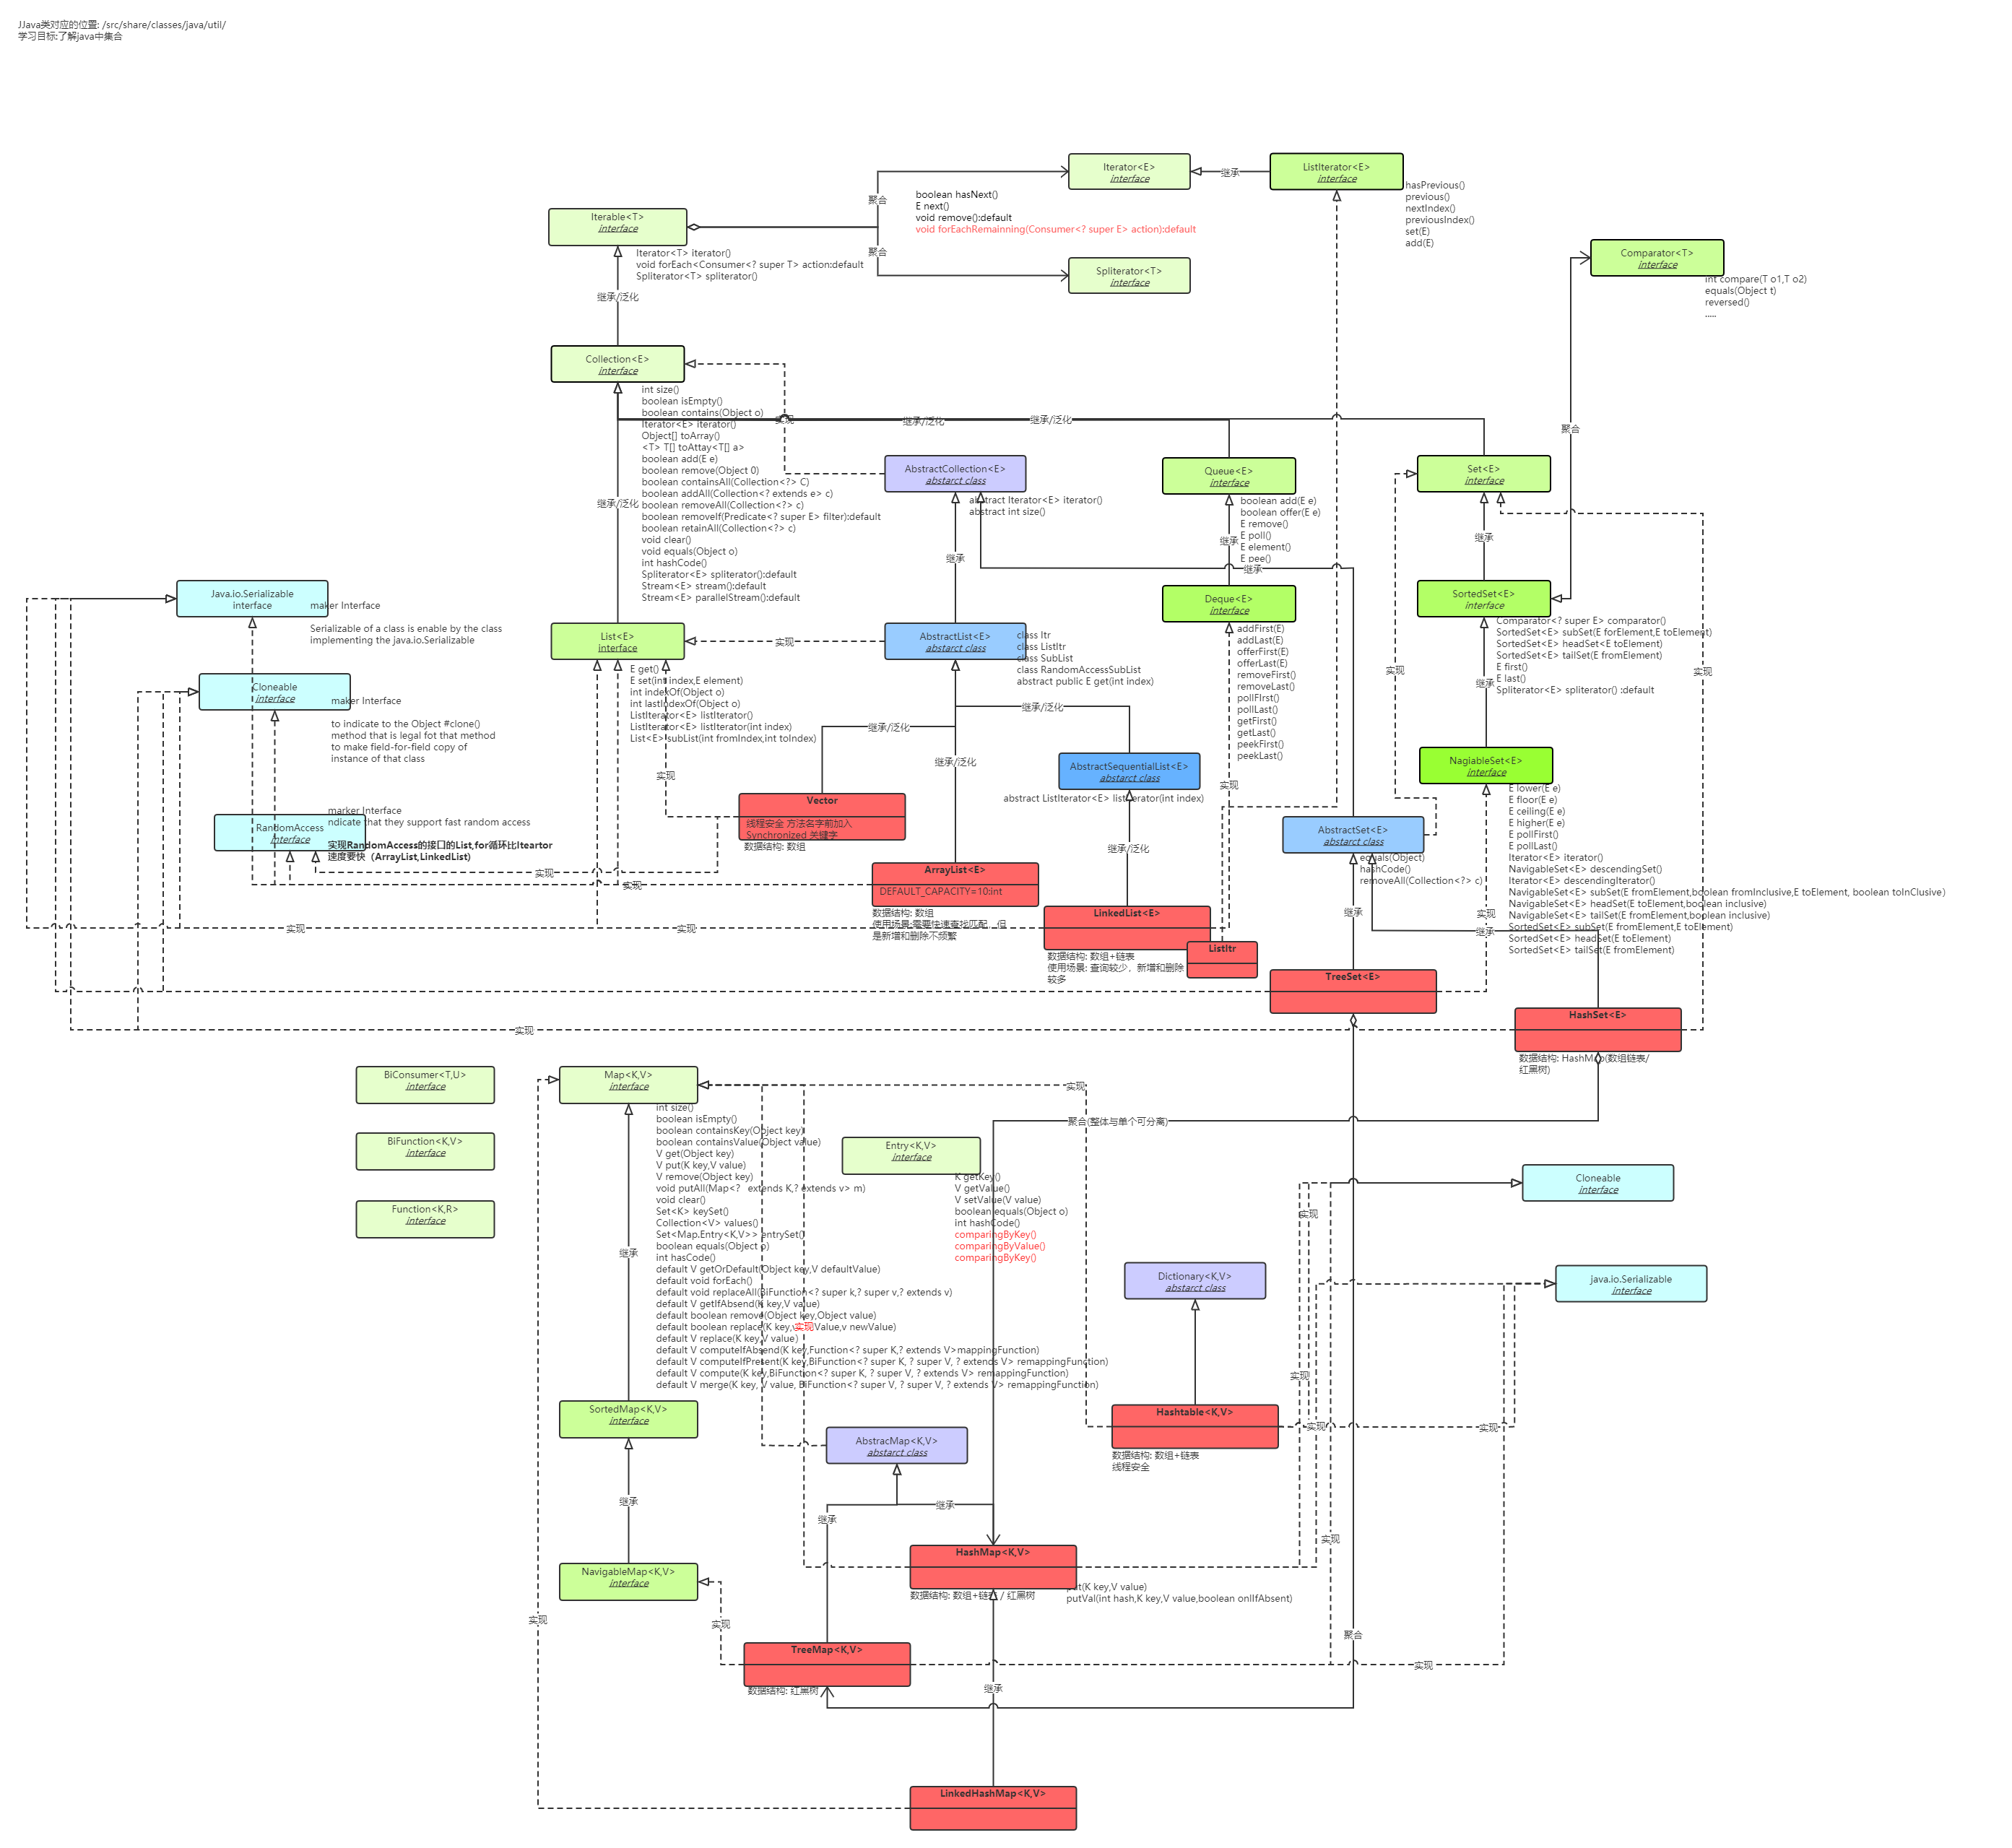 JJava类对应的位置: /src/share/classes/java/util/
学习目标:了解java中集合
Iterator<E>
interface
继承
ListIterator<E>
interface
hasPrevious()
previous()
nextIndex()
previousIndex()
set(E)
add(E)
聚合
boolean hasNext()
E next()
void remove():default
void forEachRemainning(Consumer<? super E> action):default
Iterable<T>
interface
聚合
Iterator<T> iterator()
void forEach<Consumer<? super T> action:default
Spliterator<T> spliterator()
Spliterator<T>
interface
Comparator<T>
interface
int compare(T o1,T o2)
equals(Object t)
reversed()
.....
继承/泛化
聚合
Collection<E>
interface
int size()
boolean isEmpty()
boolean contains(Object o)
Iterator<E> iterator()
Object[] toArray()
<T> T[] toAttay<T[] a>
boolean add(E e)
boolean remove(Object 0)
boolean containsAll(Collection<?> C)
boolean addAll(Collection<? extends e> c)
boolean removeAll(Collection<?> c)
boolean removeIf(Predicate<? super E> filter):default
boolean retainAll(Collection<?> c)
void clear()
void equals(Object o)
int hashCode()
Spliterator<E> spliterator():default
Stream<E> stream():default
Stream<E> parallelStream():default
实现
继承/泛化
继承/泛化
继承/泛化
AbstractCollection<E>
abstarct class
abstract Iterator<E> iterator()
abstract int size()
Queue<E>
interface
boolean add(E e)
boolean offer(E e)
E remove()
E poll()
E element()
E pee()
Set<E>
interface
继承
继承
继承
继承
Java.io.Serializable
interface
maker Interface
Serializable of a class is enable by the class
implementing the java.io.Serializable
Deque<E>
interface
addFirst(E)
addLast(E)
offerFirst(E)
offerLast(E)
removeFirst()
removeLast()
pollFIrst()
pollLast()
getFirst()
getLast()
peekFirst()
peekLast()
SortedSet<E>
interface
Comparator<? super E> comparator()
SortedSet<E> subSet(E forElement,E toElement)
SortedSet<E> headSet<E toElement)
SortedSet<E> tailSet(E fromElement)
E first()
E last()
Spliterator<E> spliterator() :default
List<E>
interface
实现
AbstractList<E>
abstarct class
class Itr
class ListItr
class SubList
class RandomAccessSubList
abstract public E get(int index)
E get()
E set(int index,E element)
int indexOf(Object o)
int lastIndexOf(Object o)
ListIterator<E> listIterator()
ListIterator<E> listIterator(int index)
List<E> subList(int fromIndex,int toIndex)
实现
实现
继承
Cloneable
interface
maker Interface
to indicate to the Object #clone()
method that is legal fot that method
to make field-for-field copy of
instance of that class
继承/泛化
继承/泛化
继承/泛化
实现
实现
AbstractSequentialList<E>
abstarct class
abstract ListIterator<E> listIterator(int index)
NagiableSet<E>
interface
E lower(E e)
E floor(E e)
E ceiling(E e)
E higher(E e)
E pollFirst()
E pollLast()
Iterator<E> iterator()
NavigableSet<E> descendingSet()
Iterator<E> descendingIterator()
NavigableSet<E> subSet(E fromElement,boolean fromInclusive,E toElement, boolean toInClusive)
NavigableSet<E> headSet(E toElement,boolean inclusive)
NavigableSet<E> tailSet(E fromElement,boolean inclusive)
SortedSet<E> subSet(E fromElement,E toElement)
SortedSet<E> headSet(E toElement)
SortedSet<E> tailSet(E fromElement)
Vector
线程安全 方法名字前加入
Synchronized 关键字
数据结构: 数组
RandomAccess
interface
marker Interface
ndicate that they support fast random access
实现RandomAccess的接口的List,for循环比Iteartor
速度要快（ArrayList,LinkedList)
继承/泛化
AbstractSet<E>
abstarct class
equals(Object)
hashCode()
removeAll(Collection<?> c)
实现
实现
ArrayList<E>
DEFAULT_CAPACITY=10:int
数据结构: 数组
使用场景:需要快速查找匹配，但
是新增和删除不频繁
LinkedList<E>
数据结构: 数组+链表
使用场景: 查询较少，新增和删除
较多
ListItr
继承
继承
实现
实现
实现
TreeSet<E>
HashSet<E>
数据结构: HashMap(数组链表/
红黑树)
实现
BiConsumer<T,U>
interface
BiFunction<K,V>
interface
Function<K,R>
interface
Map<K,V>
interface
int size()
boolean isEmpty()
boolean containsKey(Object key)
boolean containsValue(Object value)
V get(Object key)
V put(K key,V value)
V remove(Object key)
void putAll(Map<? extends K,? extends v> m)
void clear()
Set<K> keySet()
Collection<V> values()
Set<Map.Entry<K,V>> entrySet()
boolean equals(Object o)
int hasCode()
default V getOrDefault(Object key,V defaultValue)
default void forEach()
default void replaceAll(BiFunction<? super k,? super v,? extends v)
default V getIfAbsend(K key,V value)
default boolean remove(Object key,Object value)
default boolean replace(K key,v 实现Value,v newValue)
default V replace(K key,V value)
default V computeIfAbsend(K key,Function<? super K,? extends V>mappingFunction)
default V computeIfPresent(K key,BiFunction<? super K, ? super V, ? extends V> remappingFunction)
default V compute(K key,BiFunction<? super K, ? super V, ? extends V> remappingFunction)
default V merge(K key, V value, BiFunction<? super V, ? super V, ? extends V> remappingFunction)
实现
聚合(整体与单个可分离)
Entry<K,V>
interface
K getKey()
V getValue()
V setValue(V value)
boolean equals(Object o)
int hashCode()
comparingByKey()
comparingByValue()
comparingByKey()
Cloneable
interface
实现
继承
Dictionary<K,V>
abstarct class
java.io.Serializable
interface
实现
SortedMap<K,V>
interface
Hashtable<K,V>
数据结构: 数组+链表
线程安全
实现
实现
AbstracMap<K,V>
abstarct class
继承
继承
继承
实现
HashMap<K,V>
数据结构: 数组+链表 / 红黑树
put(K key,V value)
putVal(int hash,K key,V value,boolean onlIfAbsent)
NavigableMap<K,V>
interface
实现
实现
聚合
TreeMap<K,V>
数据结构: 红黑树
实现
继承
LinkedHashMap<K,V>